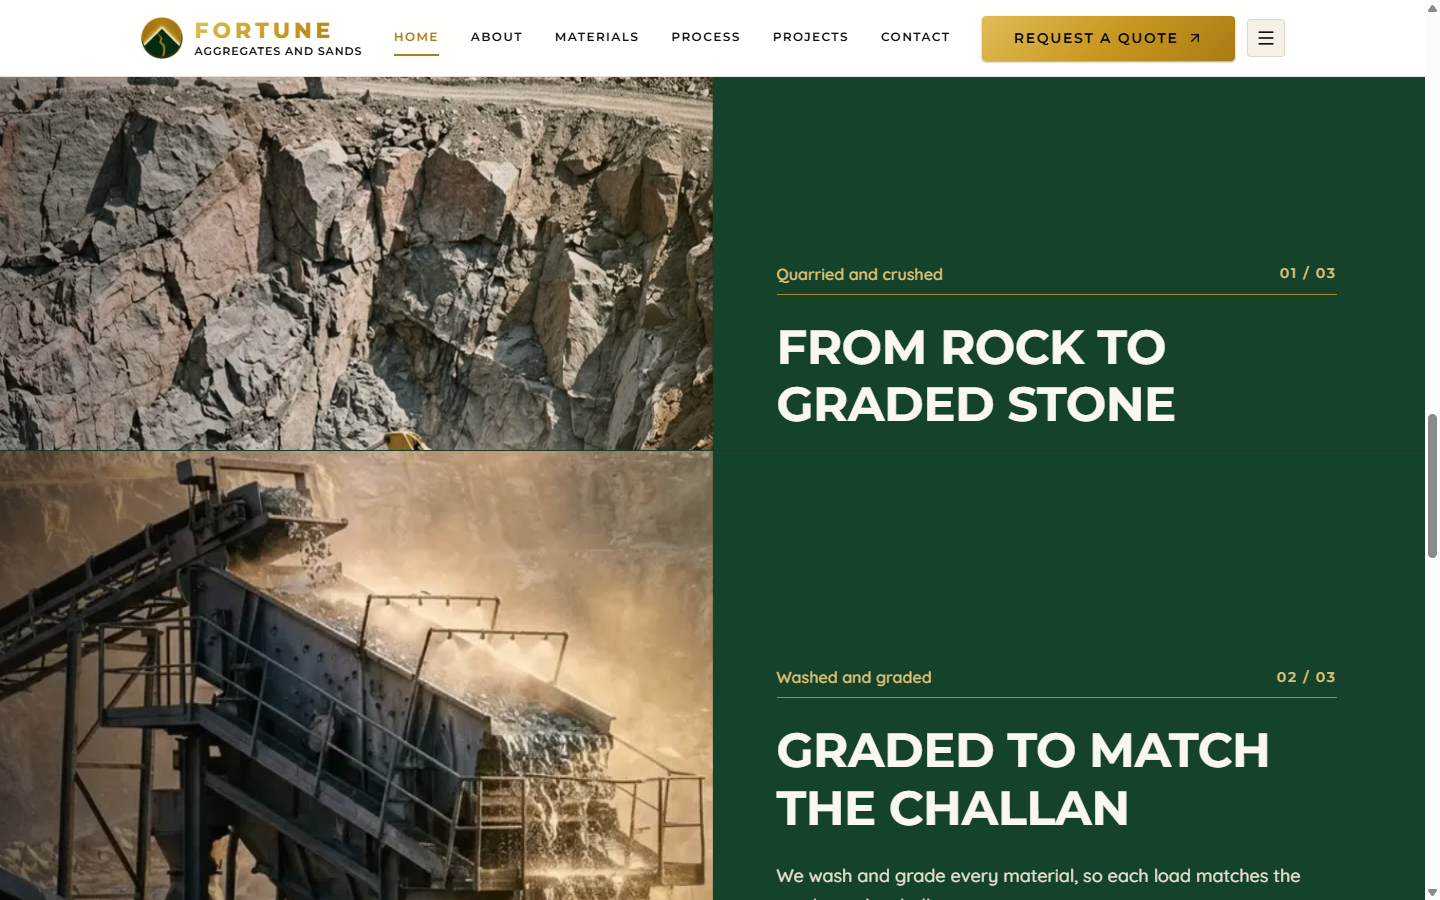 FORTUNE
AGGREGATES AND SANDS
HOME
ABOUT
MATERIALS
PROCESS
PROJECTS
CONTACT
REQUEST A QUOTE
Quarried and crushed
01 / 03
FROM ROCK TO
GRADED STONE
Washed and graded
02 / 03
GRADED TO MATCH
THE CHALLAN
We wash and grade every material, so each load matches the